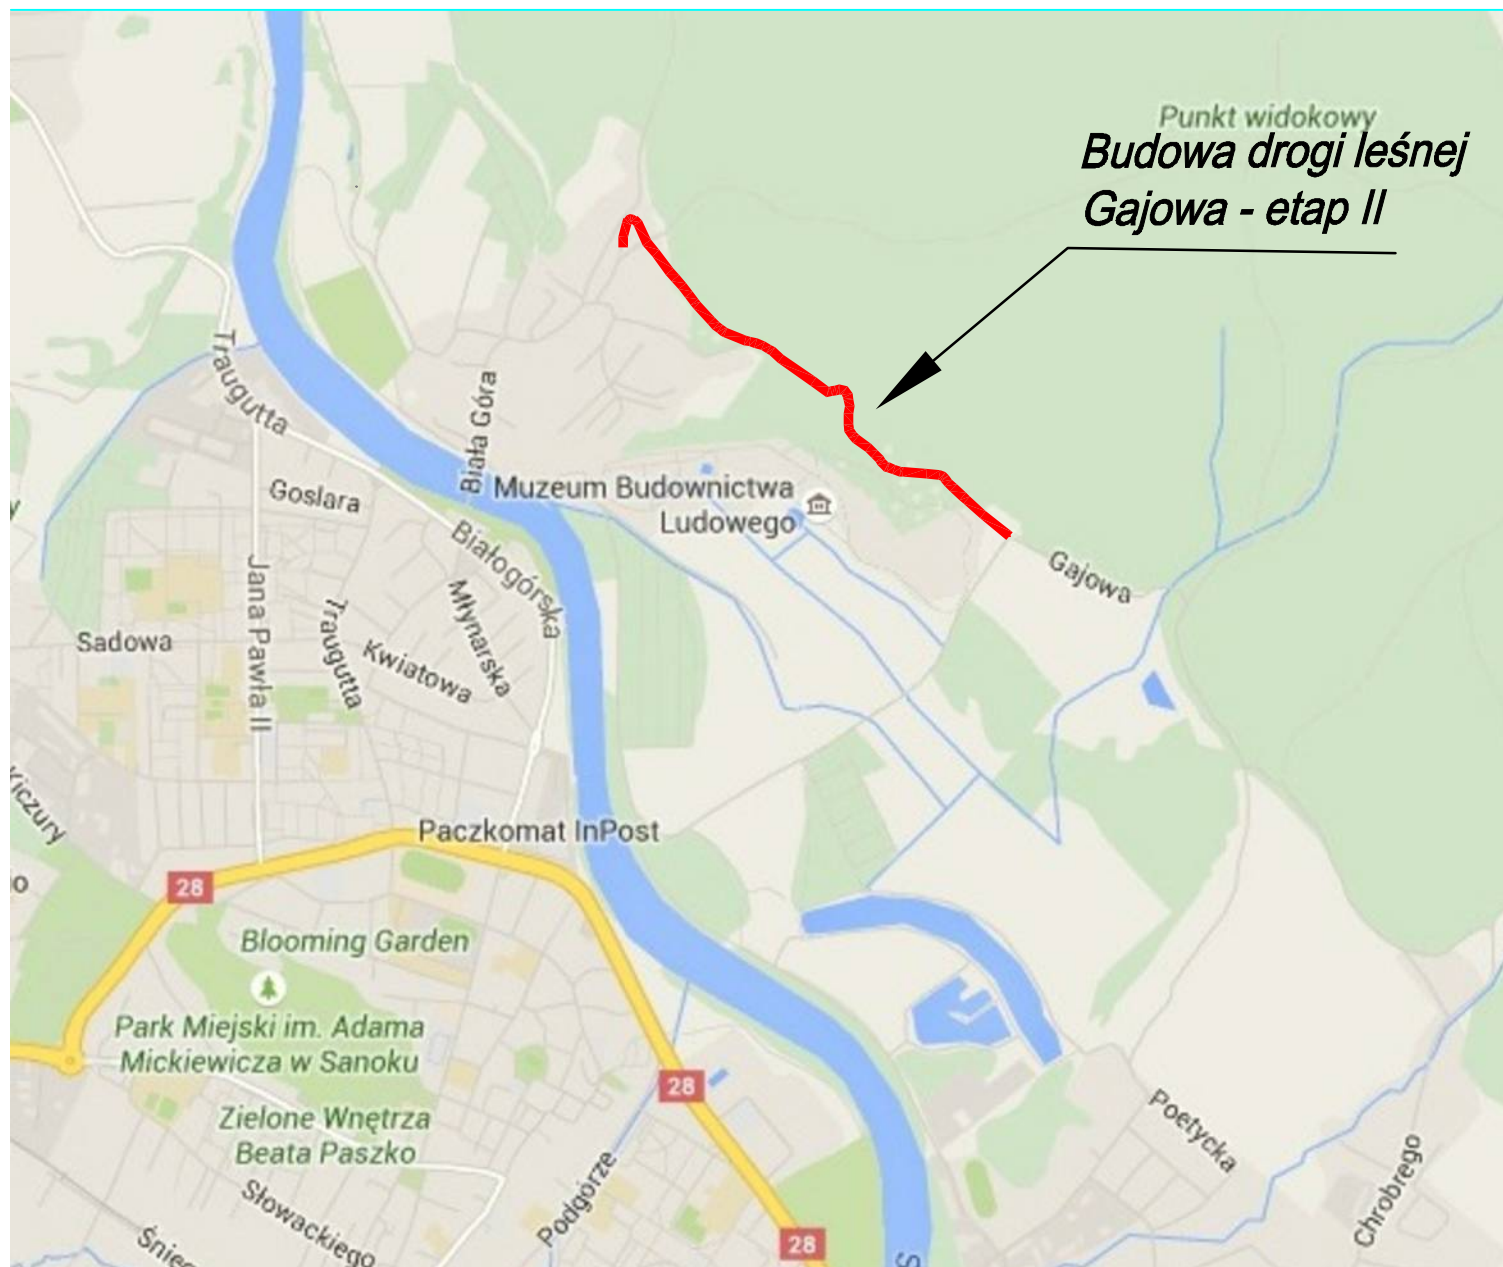 Punkt widokowy
Budowa drogi leśnej
Gajowa - etap II
Traugutta
Biała Góra
Muzeum Budownictwa
Ludowego
Goslara
Białogórska
Gajowa
Jana Pawła II
Młynarska
Traugutta
Sadowa
Kwiatowa
Kiczury
Paczkomat InPost
28
Blooming Garden
Park Miejski im. Adama
Mickiewicza w Sanoku
28
Zielone Wnętrza
Beata Paszko
Poetycka
Podgórze
Słowackiego
Chrobrego
28